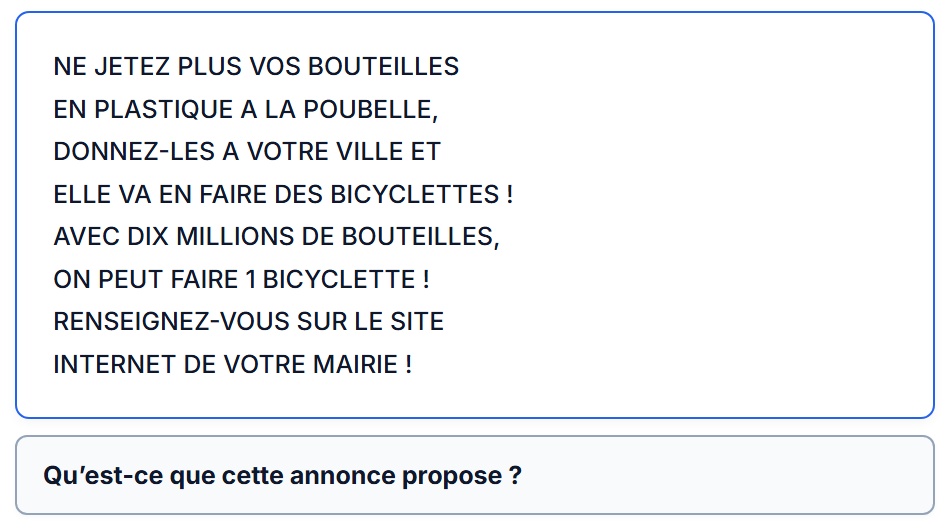 NE JETEZ PLUS VOS BOUTEILLES
EN PLASTIQUE A LA POUBELLE,
DONNEZ-LES A VOTRE VILLE ET
ELLE VA EN FAIRE DES BICYCLETTES !
AVEC DIX MILLIONS DE BOUTEILLES,
ON PEUT FAIRE 1 BICYCLETTE !
RENSEIGNEZ-VOUS SUR LE SITE
INTERNET DE VOTRE MAIRIE !
Qu’est-ce que cette annonce propose ?